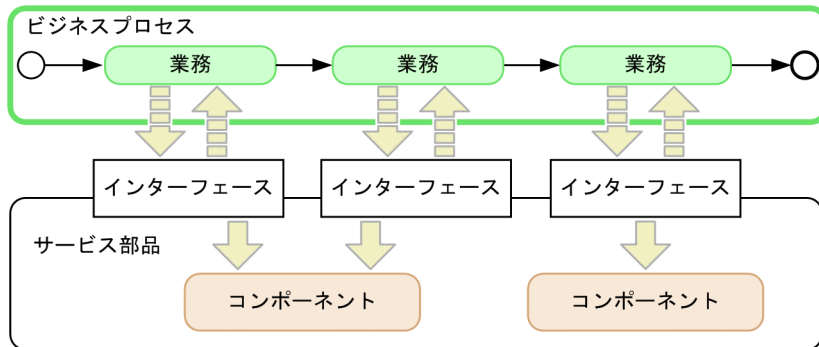 ビジネスプロセス
業務
業務
業務
インターフェース
インターフェース
インターフェース
サービス部品
コンポーネント
コンポーネント